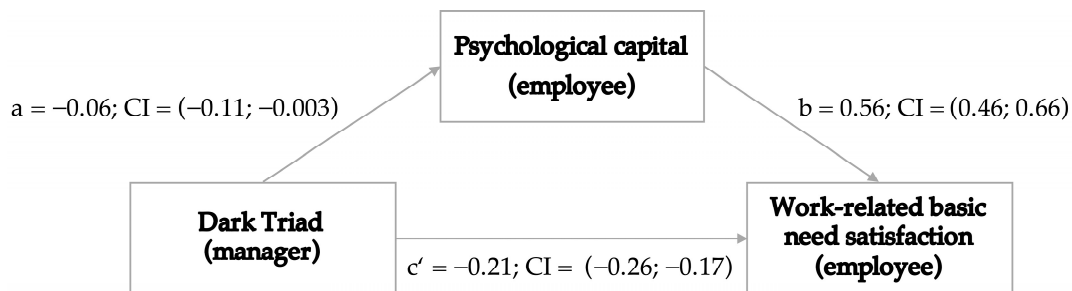 Psychological capital
(employee)
a = −0.06; CI = (−0.11; −0.003)
b = 0.56; CI = (0.46; 0.66)
Dark Triad
(manager)
Work-related basic
need satisfaction
(employee)
c‘ = −0.21; CI = (−0.26; −0.17)